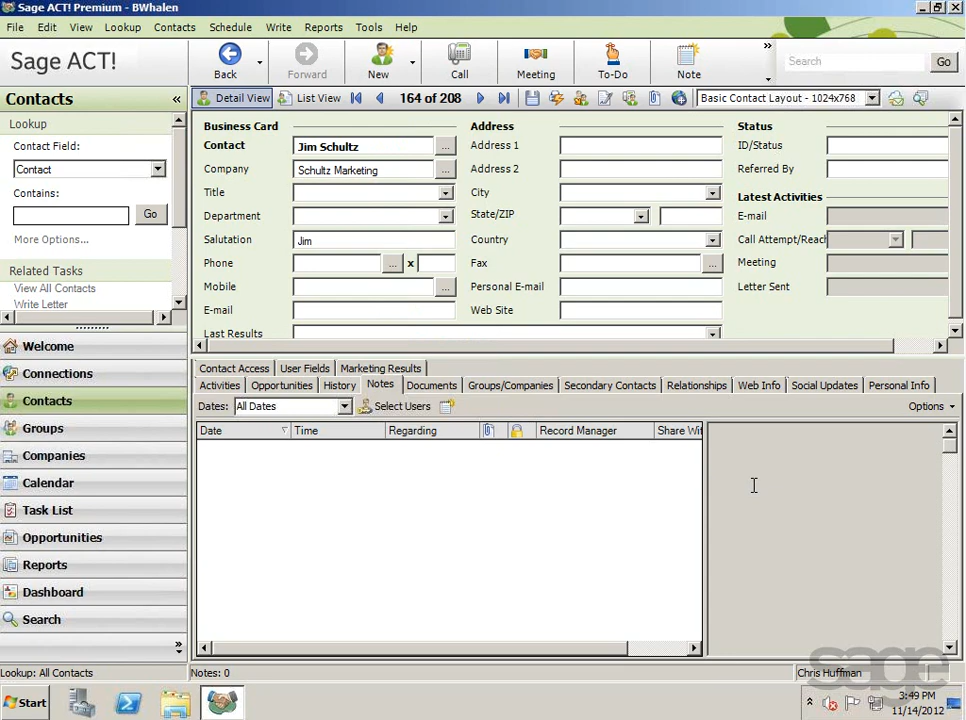 Sage ACT! Premium - BWhalen
File Edit View Lookup Contacts Schedule Write Reports Tools Help
Sage ACT!
Back Forward New Call Meeting To-Do Note » Search Go
Contacts «
Detail View List View 164 of 208 Basic Contact Layout - 1024x768
Lookup
Contact Field:
Contact
Contains:
Go
More Options...
Related Tasks
View All Contacts
Write Letter
Business Card Address Status
Contact Jim Schultz ... Address 1 ID/Status
Company Schultz Marketing ... Address 2 Referred By
Title City Latest Activities
Department State/ZIP E-mail
Salutation Jim Country Call Attempt/Reach
Phone ... x Fax ... Meeting
Mobile ... Personal E-mail Letter Sent
E-mail Web Site
Last Results
Welcome
Connections
Contacts
Groups
Companies
Calendar
Task List
Opportunities
Reports
Dashboard
Search
»
Contact Access User Fields Marketing Results
Activities Opportunities History Notes Documents Groups/Companies Secondary Contacts Relationships Web Info Social Updates Personal Info
Dates: All Dates Select Users Options
Date Time Regarding Record Manager Share Wit
sage
Lookup: All Contacts Notes: 0 Chris Huffman
Start 3:49 PM
11/14/2012